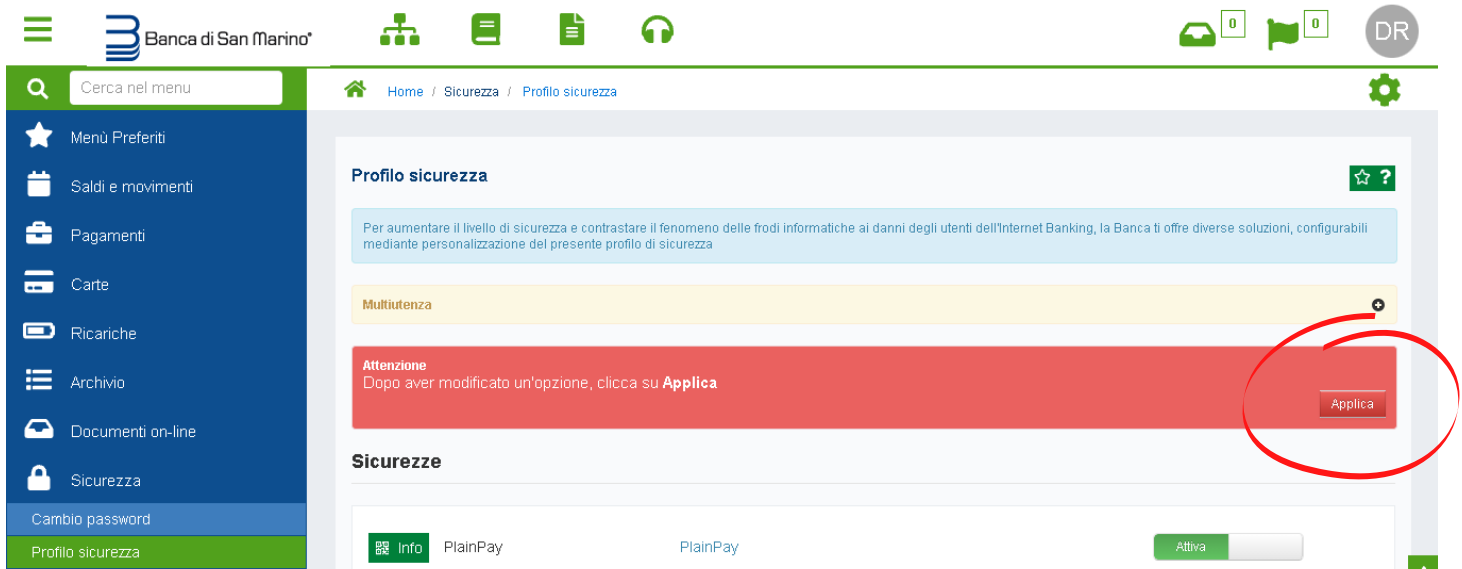 Banca di San Marino®
0
0
DR
Cerca nel menu
Home / Sicurezza / Profilo sicurezza
Menù Preferiti
Saldi e movimenti
Pagamenti
Carte
Ricariche
Archivio
Documenti on-line
Sicurezza
Cambio password
Profilo sicurezza
Profilo sicurezza
?
Per aumentare il livello di sicurezza e contrastare il fenomeno delle frodi informatiche ai danni degli utenti dell'Internet Banking, la Banca ti offre diverse soluzioni, configurabili
mediante personalizzazione del presente profilo di sicurezza
Multiutenza
Attenzione
Dopo aver modificato un'opzione, clicca su Applica
Applica
Sicurezze
Info PlainPay PlainPay Attiva